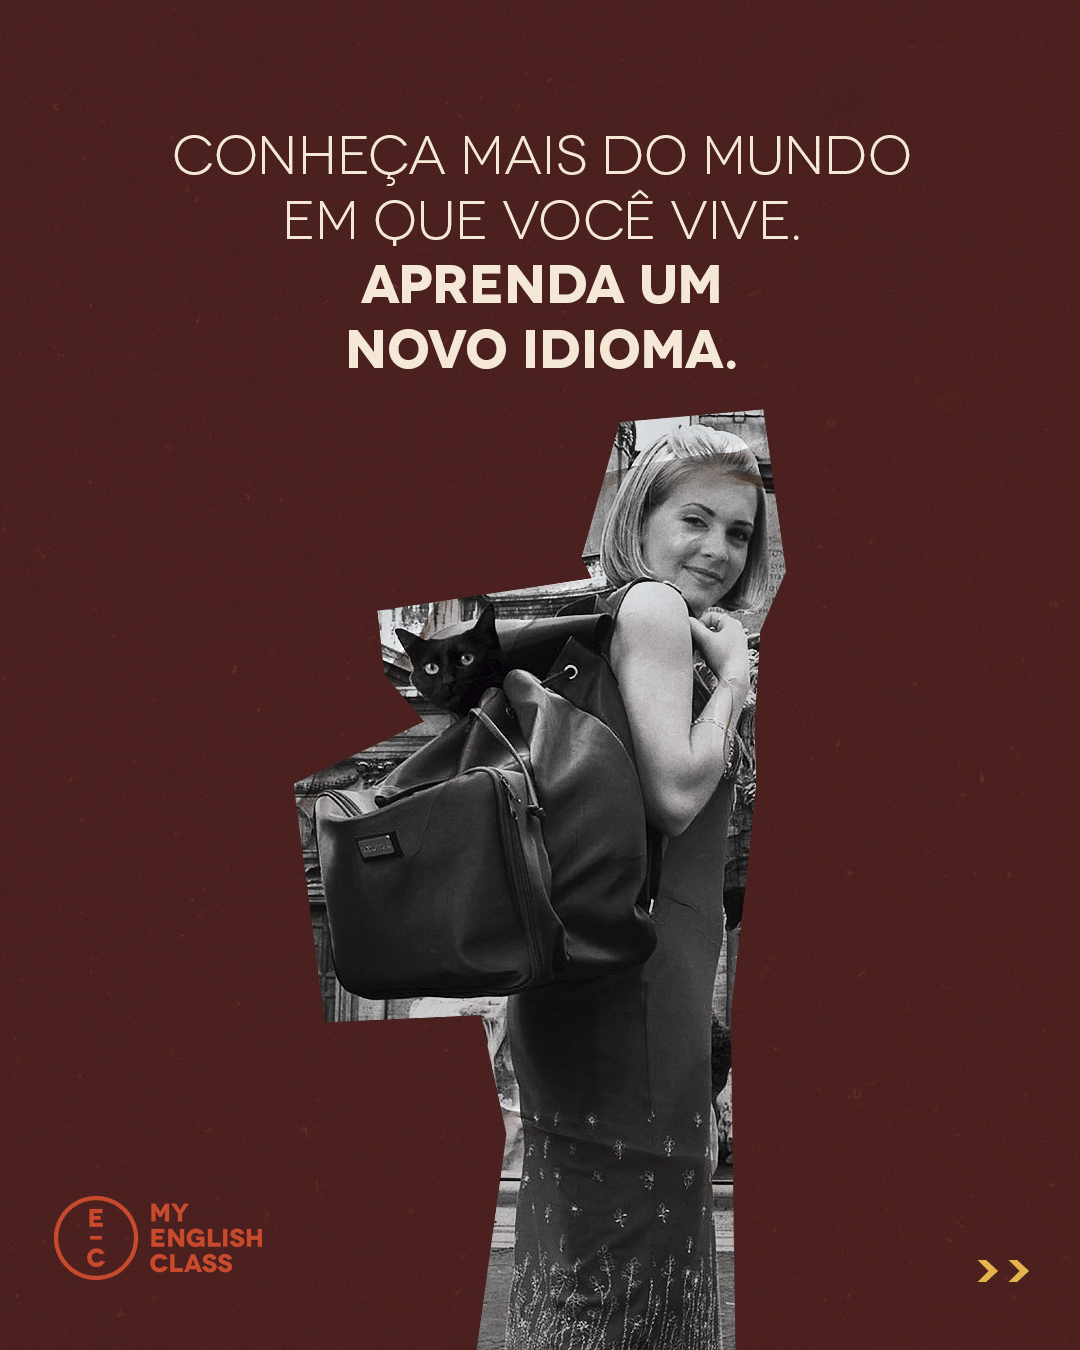 CONHEÇA MAIS DO MUNDO
EM QUE VOCÊ VIVE.
APRENDA UM
NOVO IDIOMA.
E
C
MY
ENGLISH
CLASS